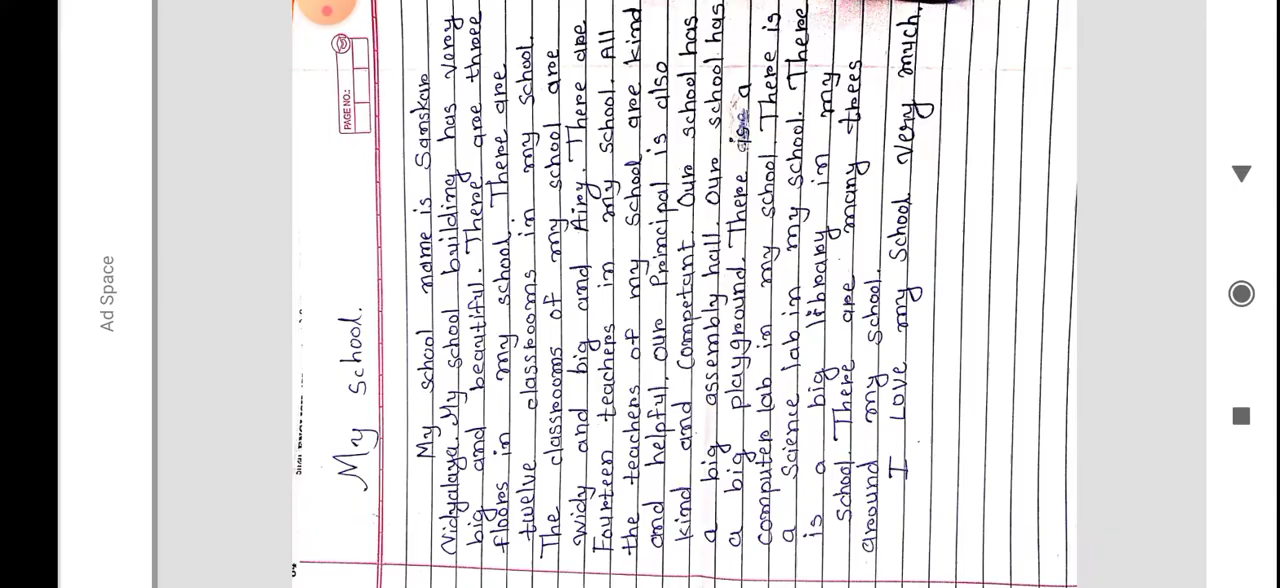 Ad Space
PAGE NO.:
My School.
My school name is Sanskar
Vidyalaya. My school building has very
big and beautiful. There are three
floors in my school. There are
twelve classrooms in my school.
The classrooms of my school are
widy and big and Airy. There are
Fourteen teachers in my school. All
the teachers of my school are kind
and helpful. our Principal is also
kind and competant. Our school has
a big assembly hall. our school has
a big playground. There is a
computer lab in my school. There is
a Science lab in my school. There
is a big library in my
school. There are many trees
around my school.
I Love my School very much.